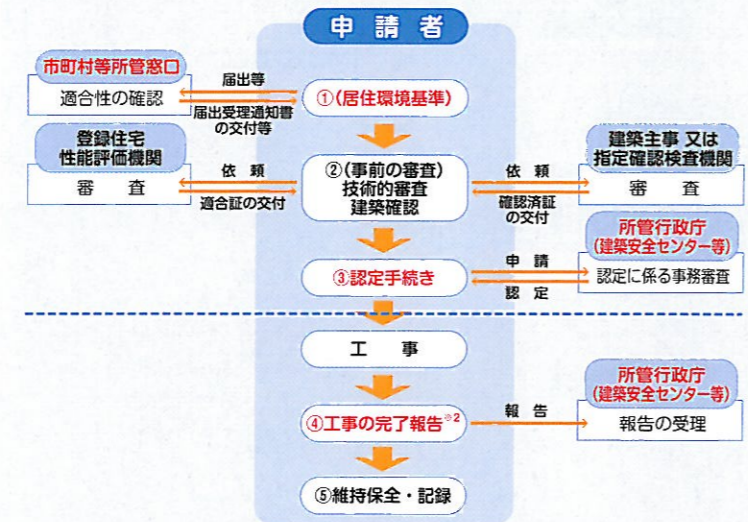 申請者
市町村等所管窓口
適合性の確認
届出等
届出受理通知書
の交付等
①(居住環境基準)
登録住宅
性能評価機関
審　査
依頼
適合証の交付
②(事前の審査)
技術的審査
建築確認
依頼
確認済証
の交付
建築主事 又は
指定確認検査機関
審　査
③認定手続き
申請
認定
所管行政庁
(建築安全センター等)
認定に係る事務審査
工　事
④工事の完了報告※2
報告
所管行政庁
(建築安全センター等)
報告の受理
⑤維持保全・記録